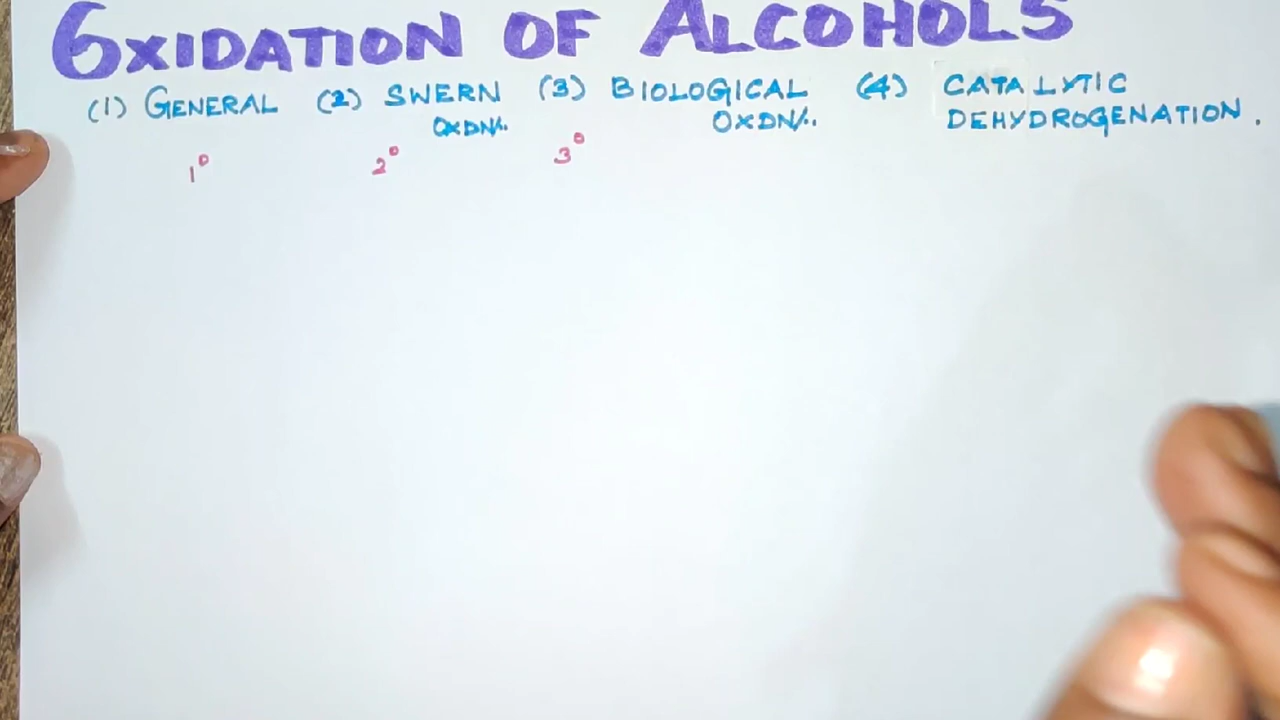 OXIDATION OF ALCOHOLS
(1) GENERAL (2) SWERN (3) BIOLOGICAL (4) CATALYTIC
OXDN/. OXDN/. DEHYDROGENATION.
1° 2° 3°